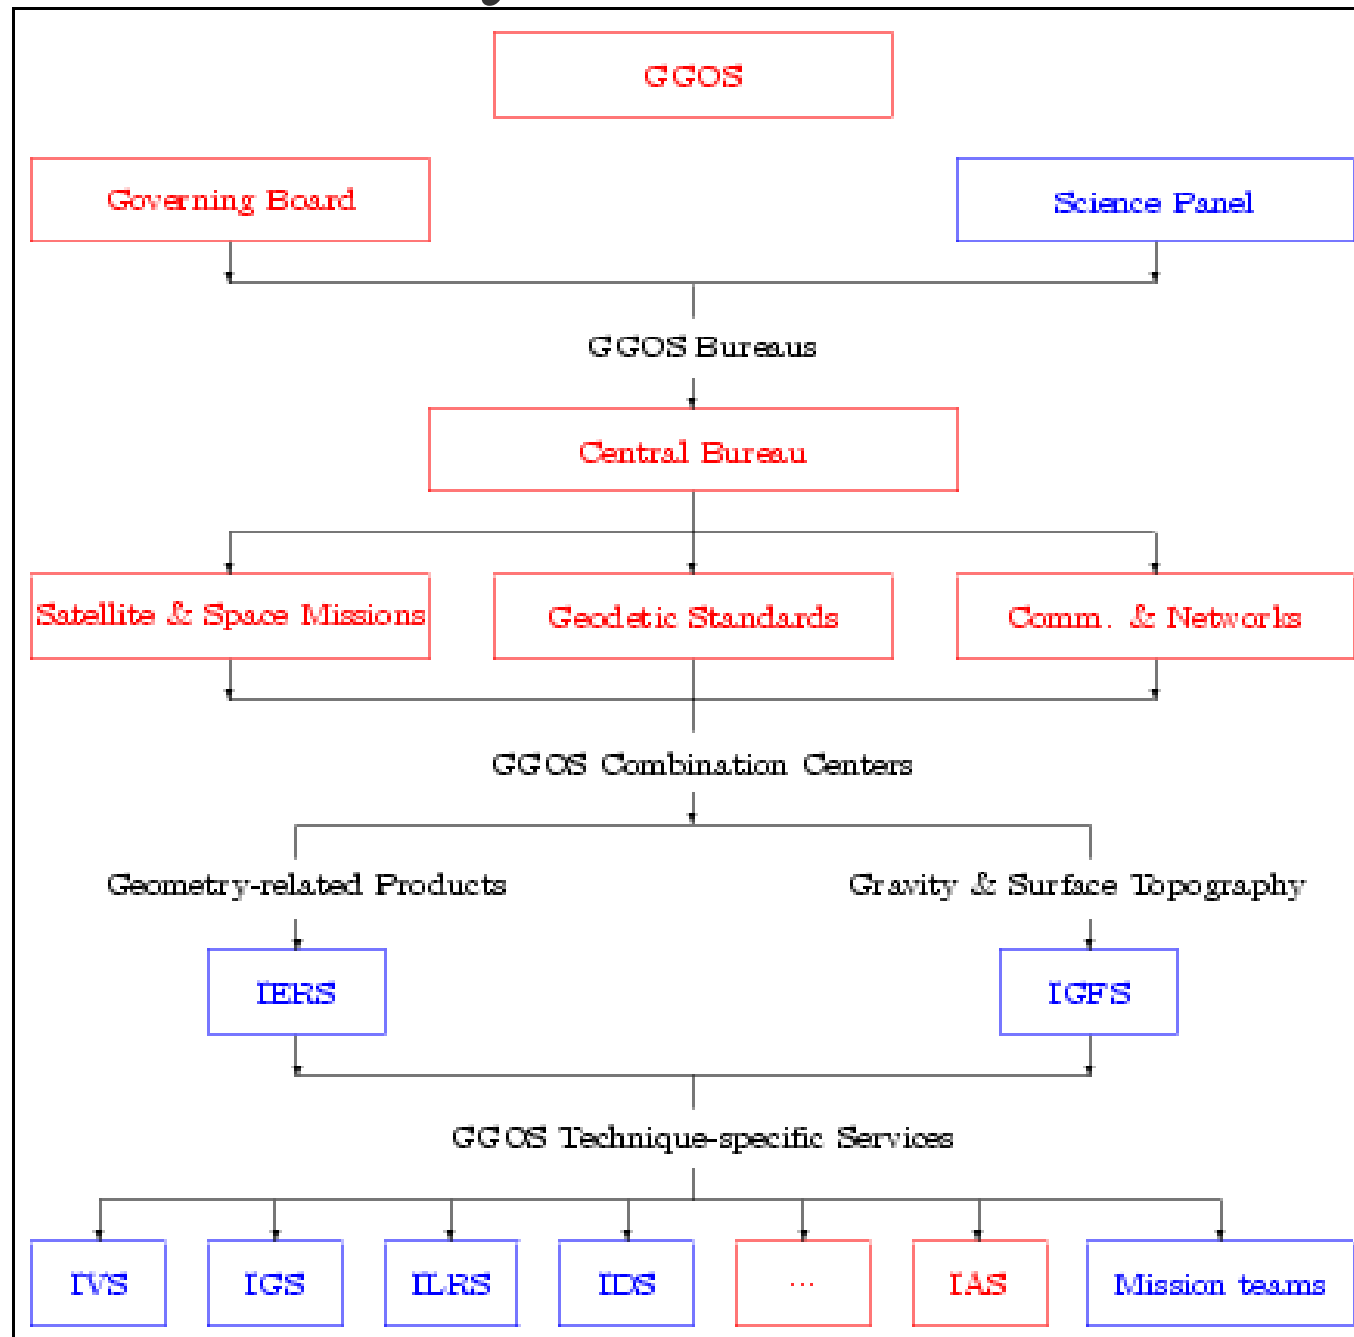 GGOS
Governing Board
Science Panel
GGOS Bureaus
Central Bureau
Satellite & Space Missions
Geodetic Standards
Comm. & Networks
GGOS Combination Centers
Geometry-related Products
Gravity & Surface Topography
IERS
IGFS
GGOS Technique-specific Services
IVS
IGS
ILRS
IDS
...
IAS
Mission teams